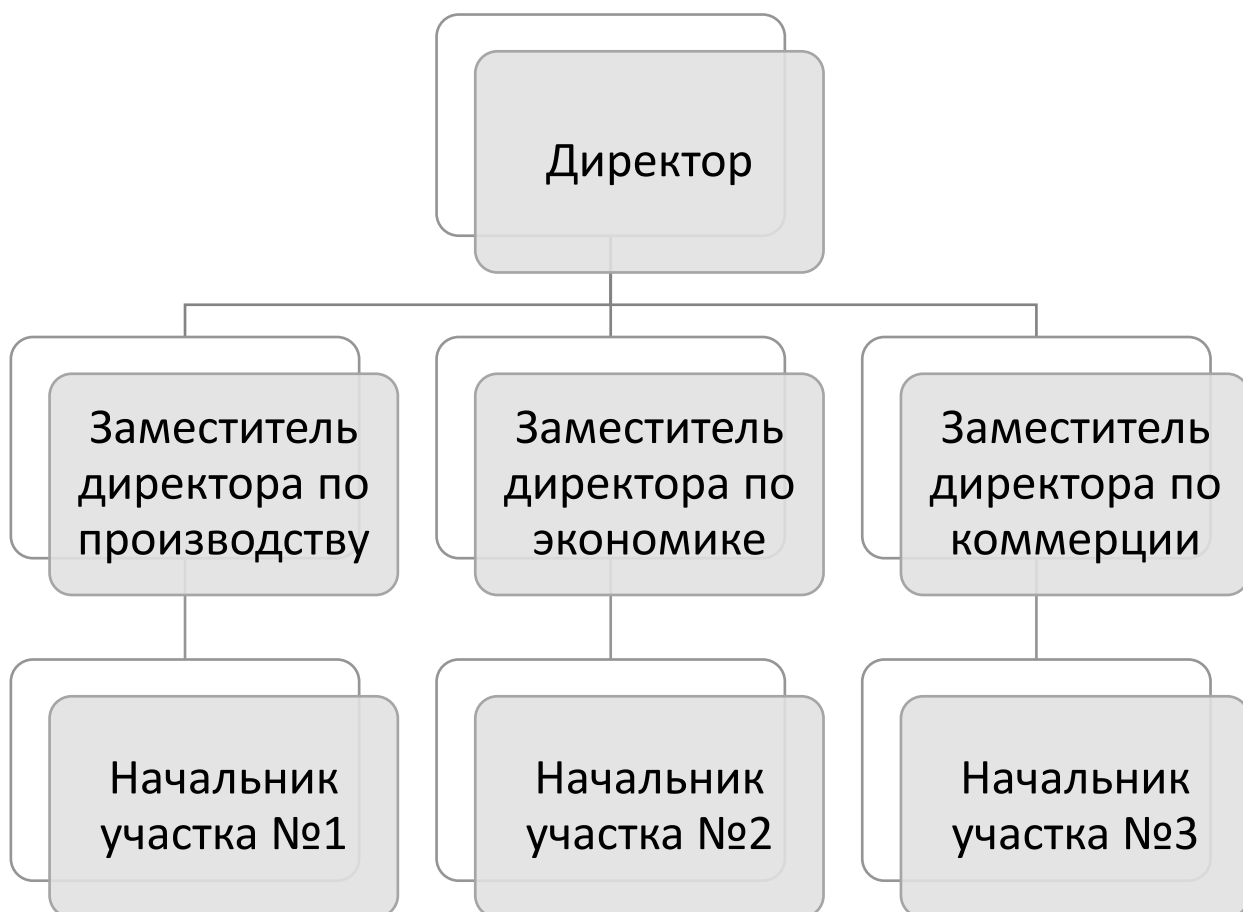 Директор
Заместитель
директора по
производству
Заместитель
директора по
экономике
Заместитель
директора по
коммерции
Начальник
участка №1
Начальник
участка №2
Начальник
участка №3